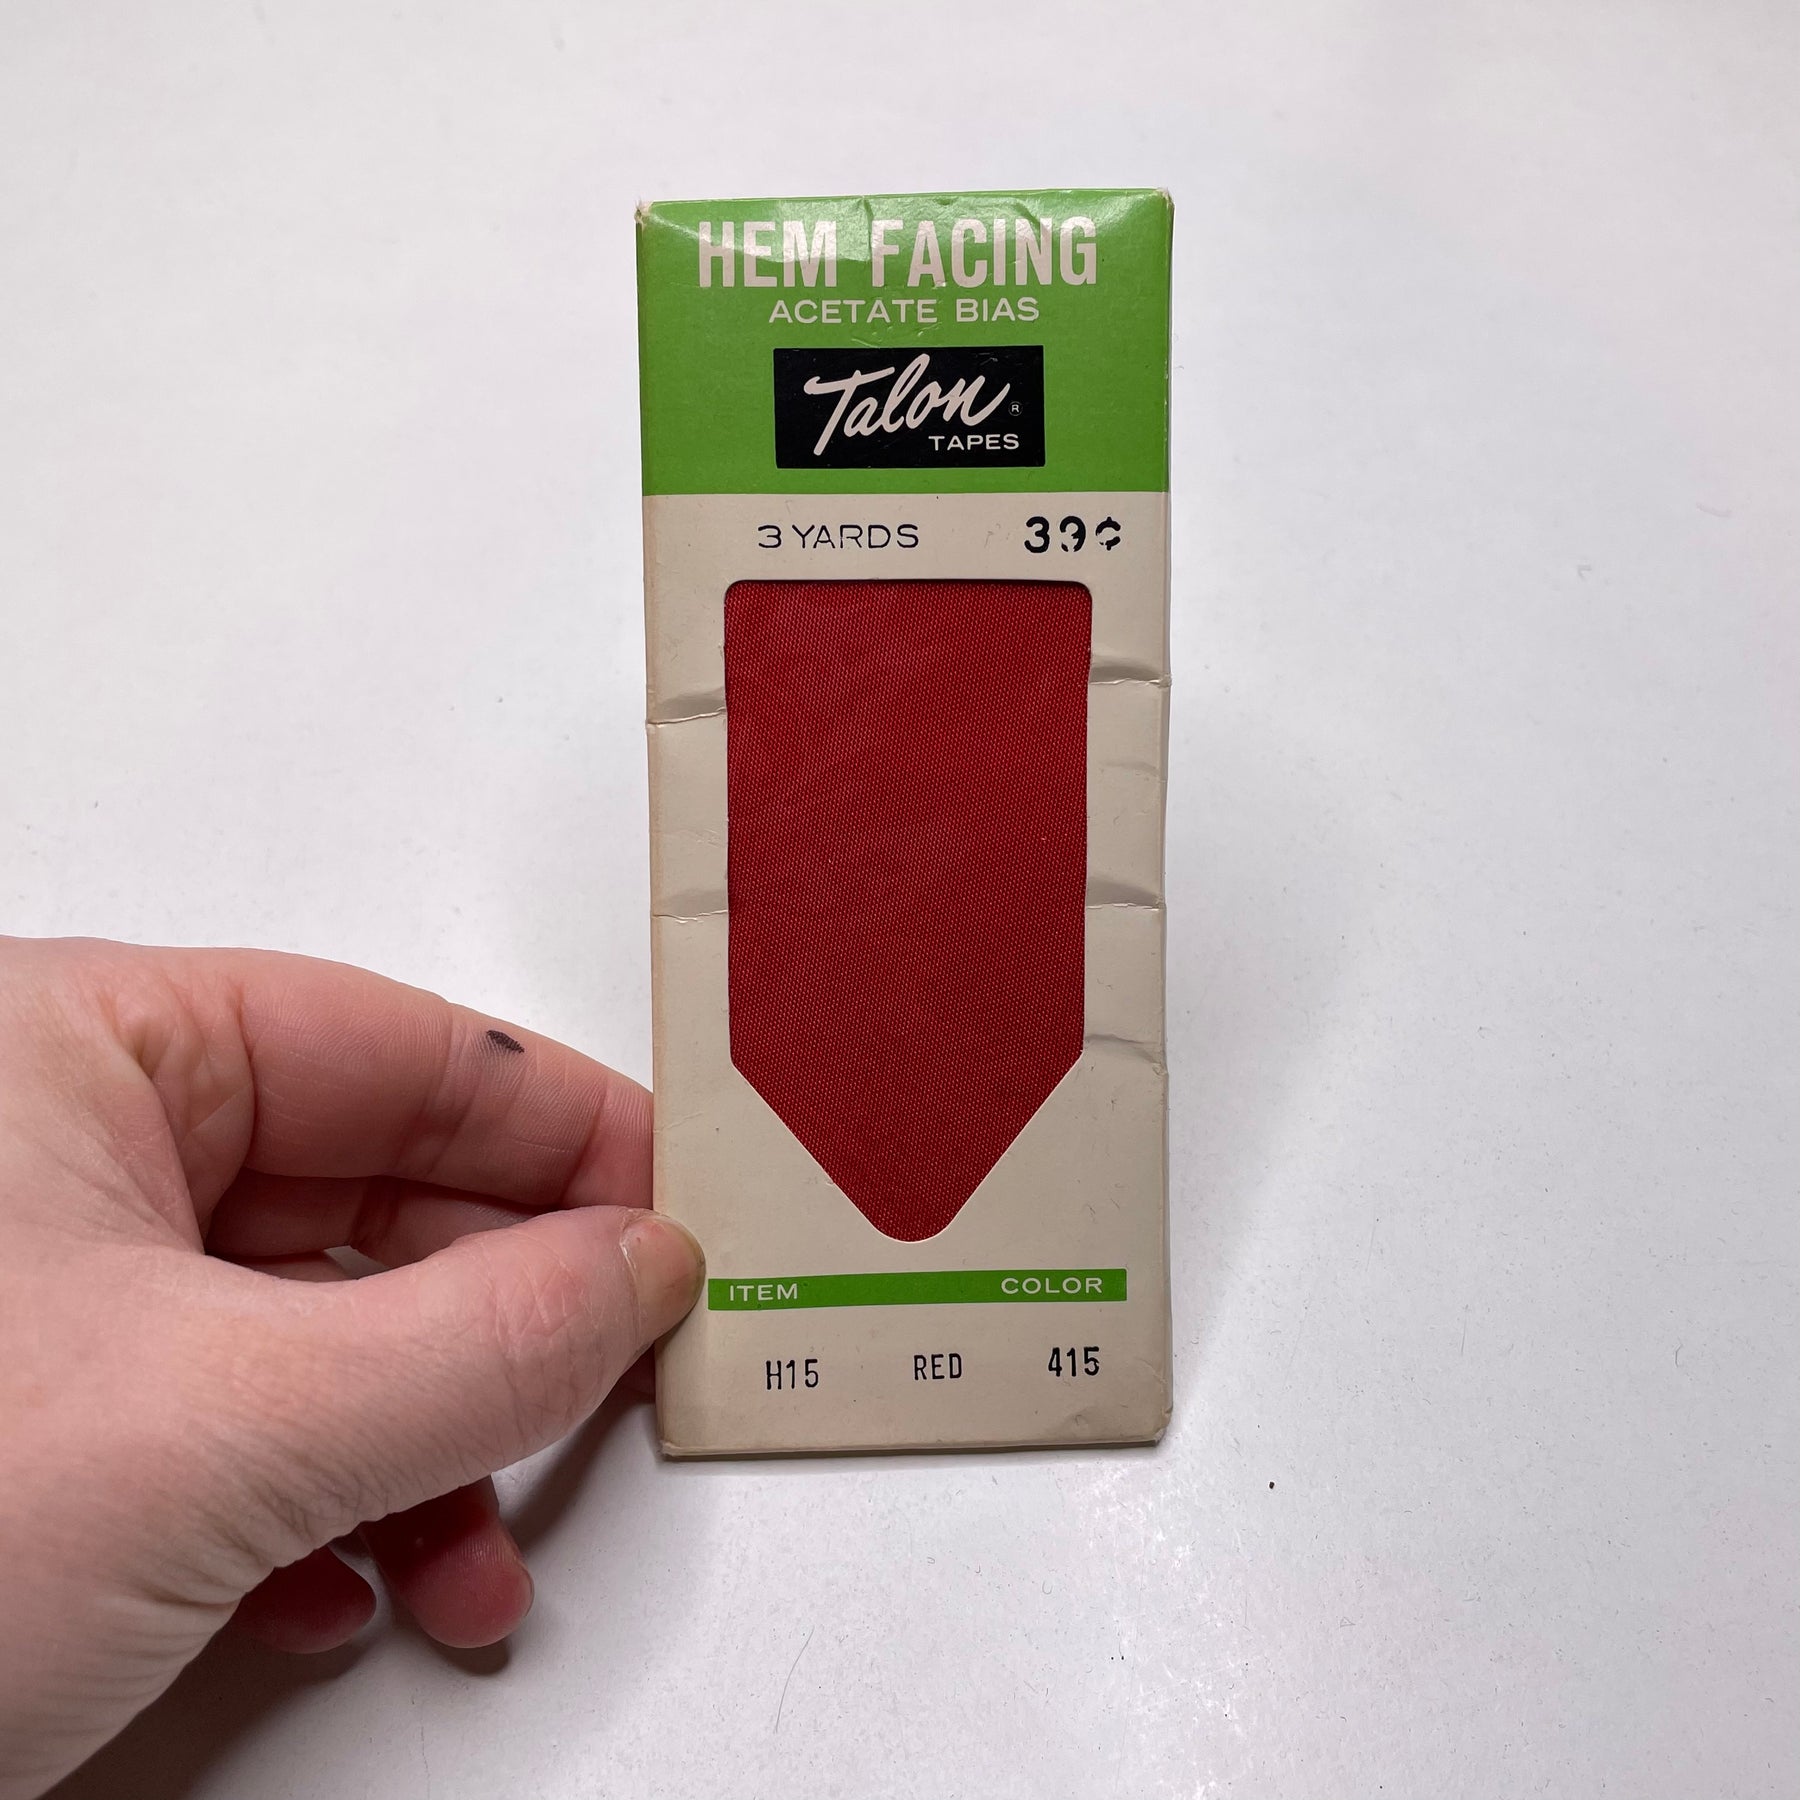 HEM FACING
ACETATE BIAS
Talon ®
TAPES
3 YARDS 39¢
ITEM COLOR
H15 RED 415